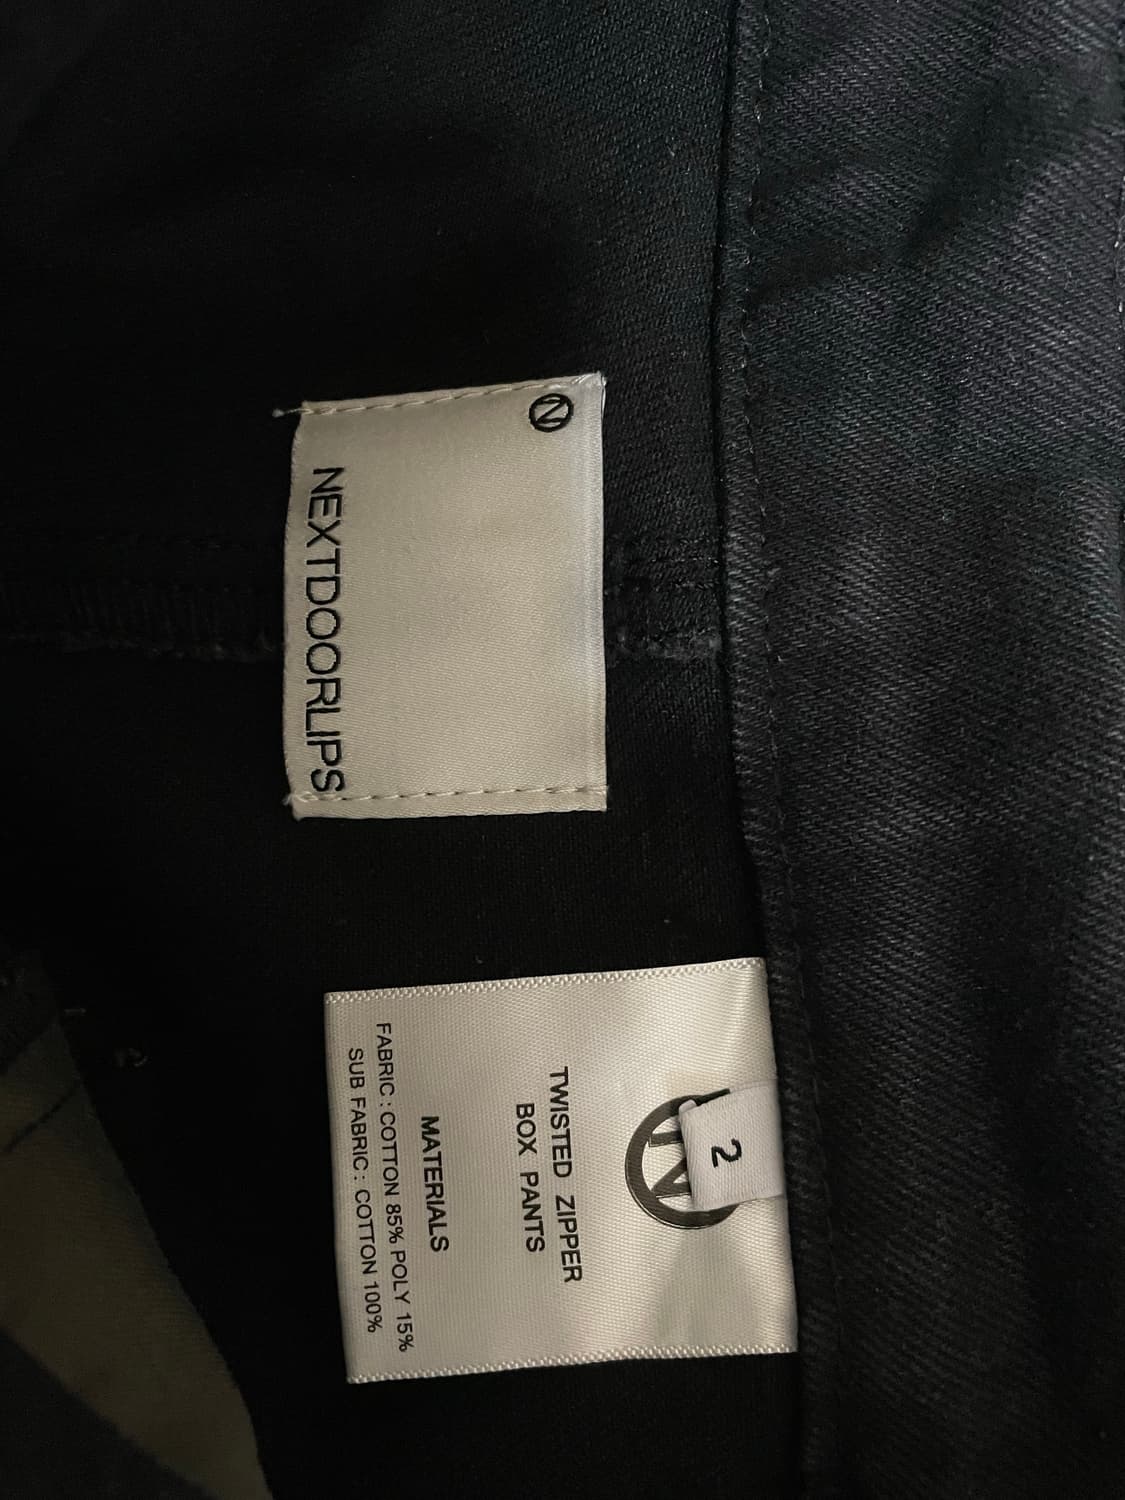 N
NEXTDOORLIPS
2
N
TWISTED ZIPPER
BOX PANTS
MATERIALS
FABRIC : COTTON 85% POLY 15%
SUB FABRIC : COTTON 100%